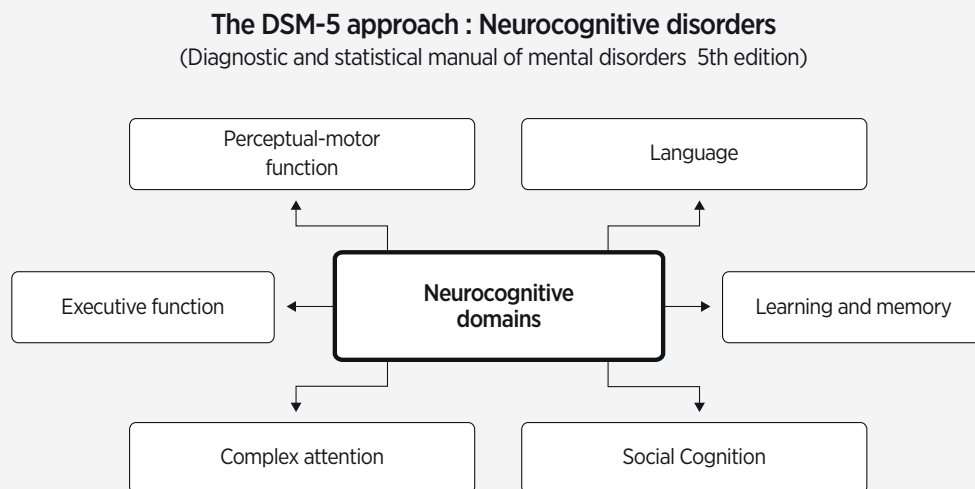 The DSM-5 approach : Neurocognitive disorders
(Diagnostic and statistical manual of mental disorders 5th edition)
Perceptual-motor
function
Language
Executive function
Neurocognitive
domains
Learning and memory
Complex attention
Social Cognition